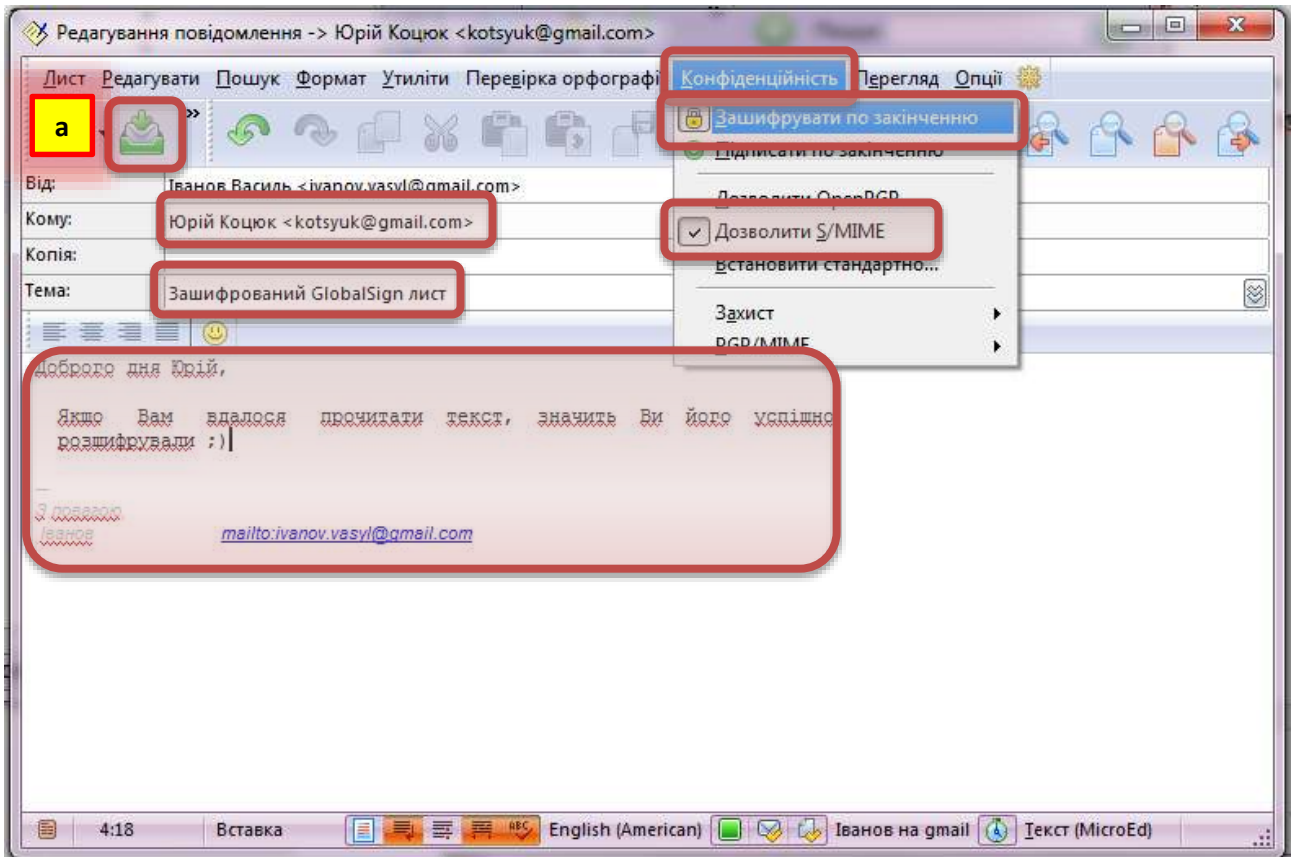 Редагування повідомлення -> Юрій Коцюк <kotsyuk@gmail.com>
Лист Редагувати Пошук Формат Утиліти Перевірка орфографі Конфіденційність Перегляд Опції
а
»
Зашифрувати по закінченню
Підписати по закінченню
Від: Іванов Василь <ivanov.vasyl@gmail.com>
Дозволити OpenPGP
Кому: Юрій Коцюк <kotsyuk@gmail.com>
Дозволити S/MIME
Копія:
Встановити стандартно...
Тема: Зашифрований GlobalSign лист
Захист
PGP/MIME
Доброго дня Юрій,
Якщо Вам вдалося прочитати текст, значить Ви його успішно
розшифрували ;)
--
З повагою,
Іванов mailto:ivanov.vasyl@gmail.com
4:18 Вставка ABC English (American) Іванов на gmail Текст (MicroEd)